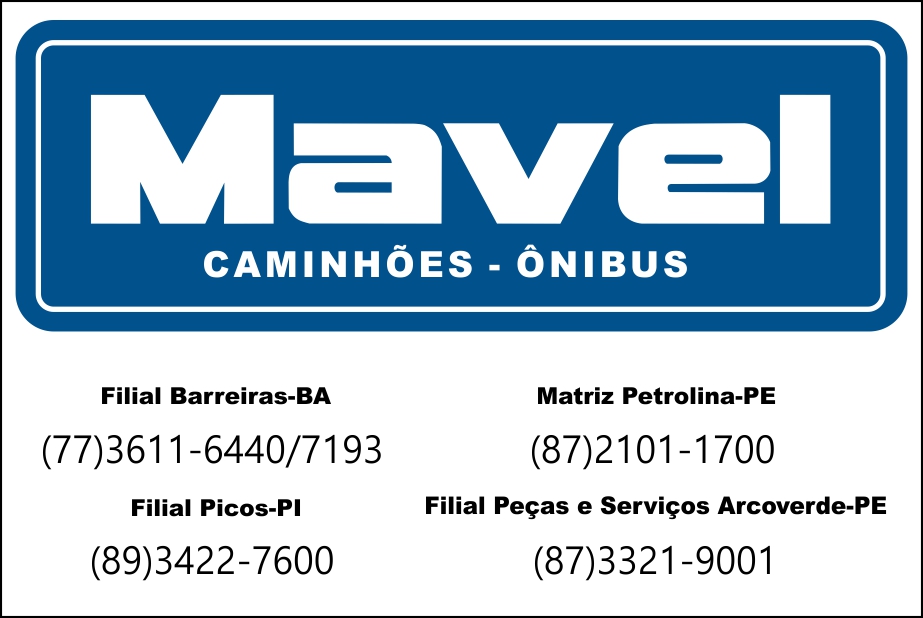 Mavel
CAMINHÕES - ÔNIBUS
Filial Barreiras-BA
(77)3611-6440/7193
Matriz Petrolina-PE
(87)2101-1700
Filial Picos-PI
(89)3422-7600
Filial Peças e Serviços Arcoverde-PE
(87)3321-9001